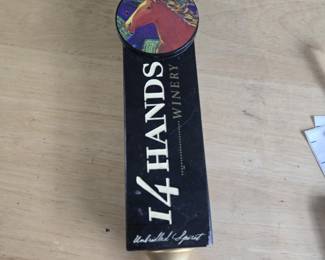 14 HANDS
WINERY
Unbridled Spirit